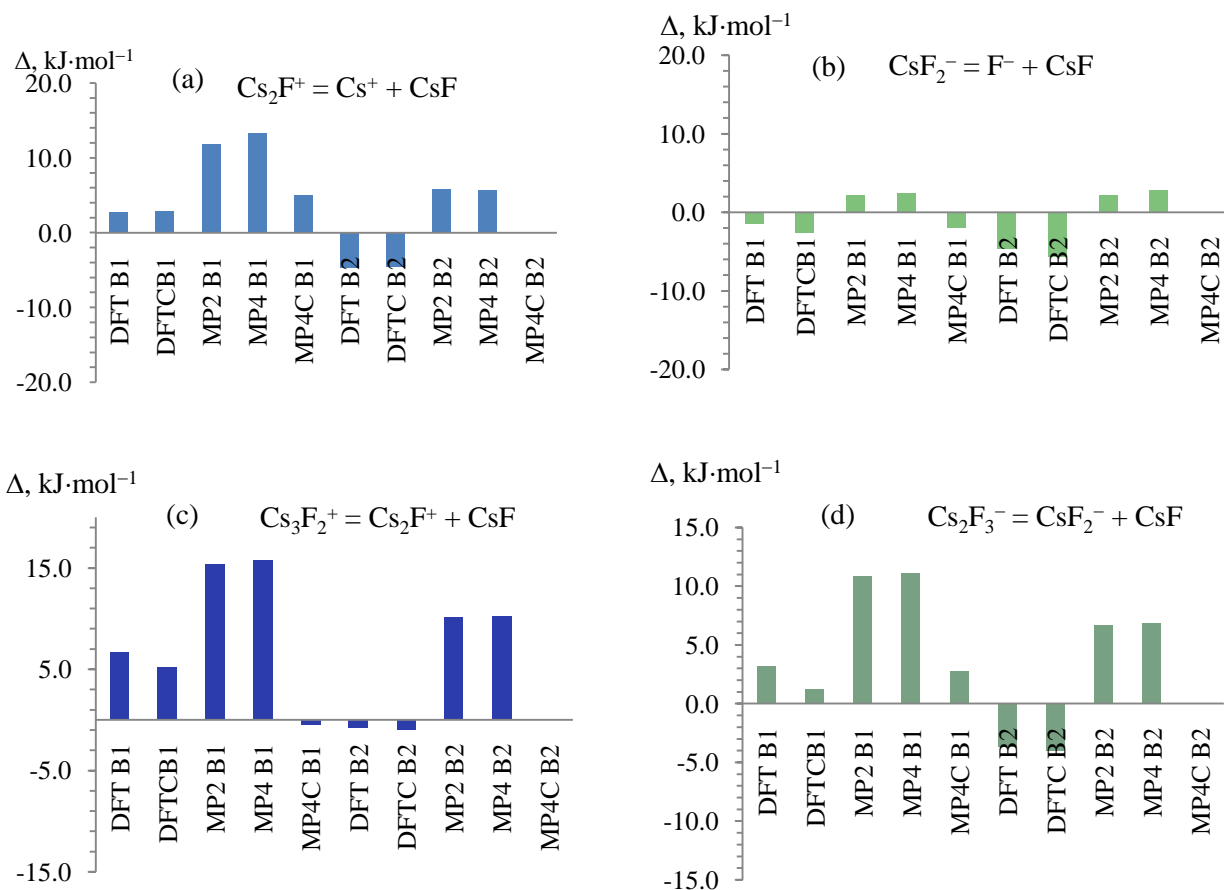 Δ, kJ·mol⁻¹
(a)
Cs₂F⁺ = Cs⁺ + CsF
20.0
10.0
0.0
-10.0
-20.0
DFT B1
DFTCB1
MP2 B1
MP4 B1
MP4C B1
DFT B2
DFTC B2
MP2 B2
MP4 B2
MP4C B2
Δ, kJ·mol⁻¹
(b)
CsF₂⁻ = F⁻ + CsF
20.0
10.0
0.0
-10.0
-20.0
DFT B1
DFTCB1
MP2 B1
MP4 B1
MP4C B1
DFT B2
DFTC B2
MP2 B2
MP4 B2
MP4C B2
Δ, kJ·mol⁻¹
(c)
Cs₃F₂⁺ = Cs₂F⁺ + CsF
15.0
5.0
-5.0
-15.0
DFT B1
DFTCB1
MP2 B1
MP4 B1
MP4C B1
DFT B2
DFTC B2
MP2 B2
MP4 B2
MP4C B2
Δ, kJ·mol⁻¹
(d)
Cs₂F₃⁻ = CsF₂⁻ + CsF
15.0
10.0
5.0
0.0
-5.0
-10.0
-15.0
DFT B1
DFTCB1
MP2 B1
MP4 B1
MP4C B1
DFT B2
DFTC B2
MP2 B2
MP4 B2
MP4C B2